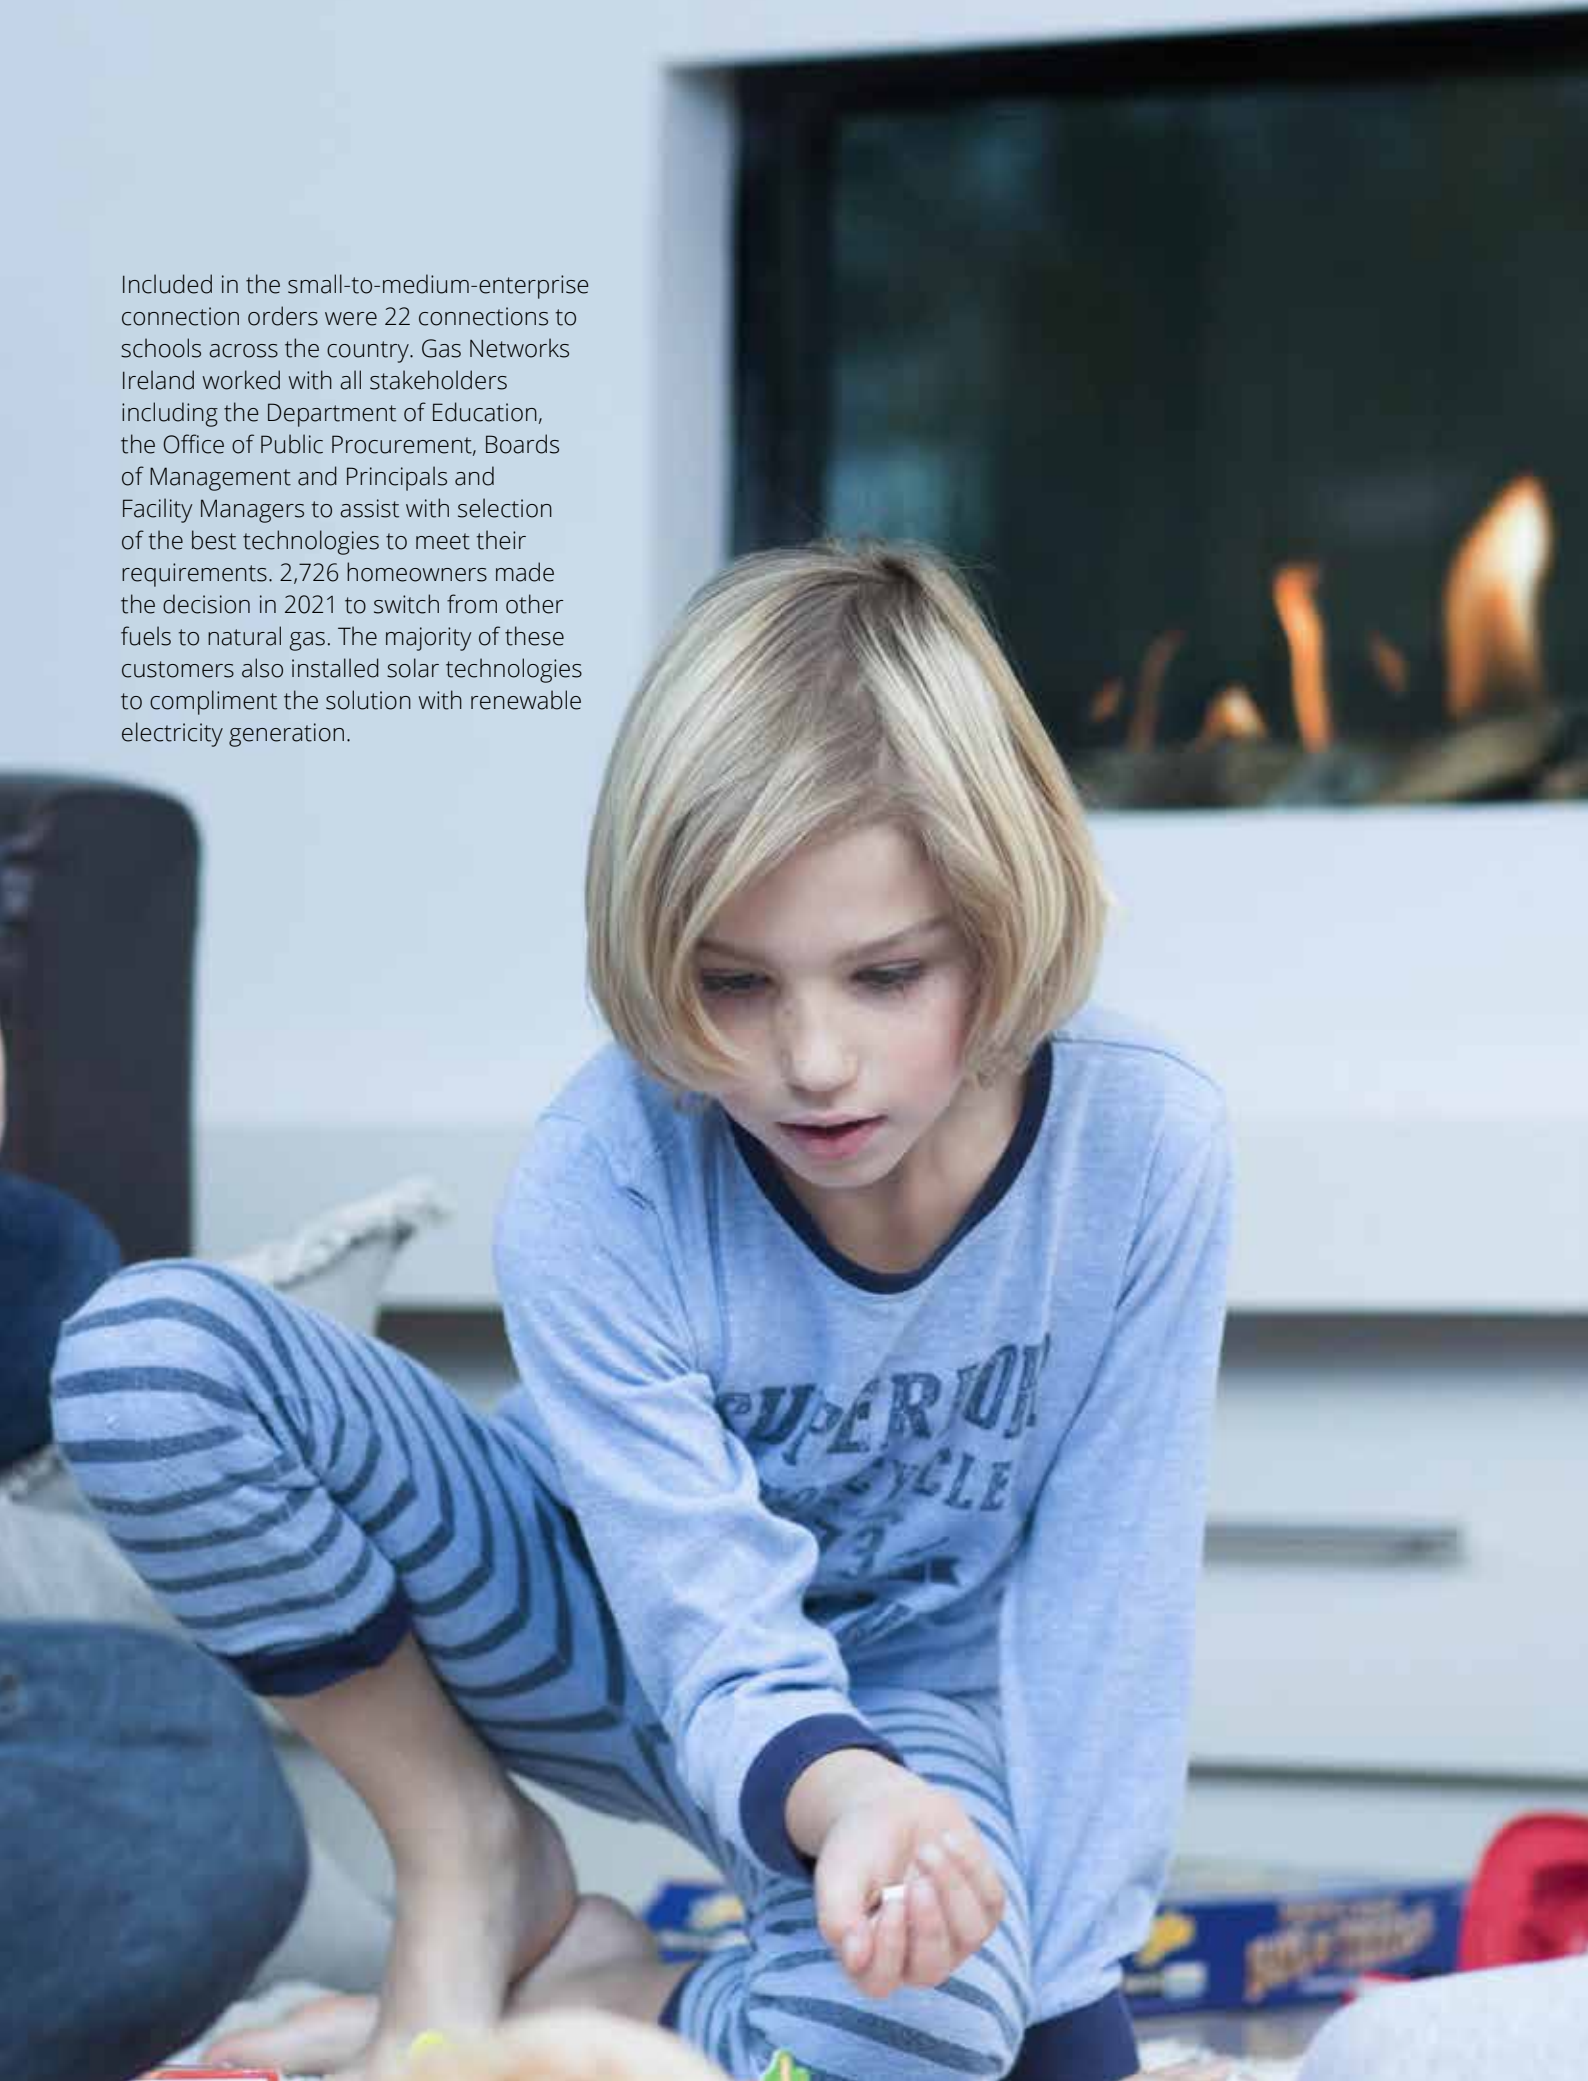 Included in the small-to-medium-enterprise
connection orders were 22 connections to
schools across the country. Gas Networks
Ireland worked with all stakeholders
including the Department of Education,
the Office of Public Procurement, Boards
of Management and Principals and
Facility Managers to assist with selection
of the best technologies to meet their
requirements. 2,726 homeowners made
the decision in 2021 to switch from other
fuels to natural gas. The majority of these
customers also installed solar technologies
to compliment the solution with renewable
electricity generation.
SUPERIOR